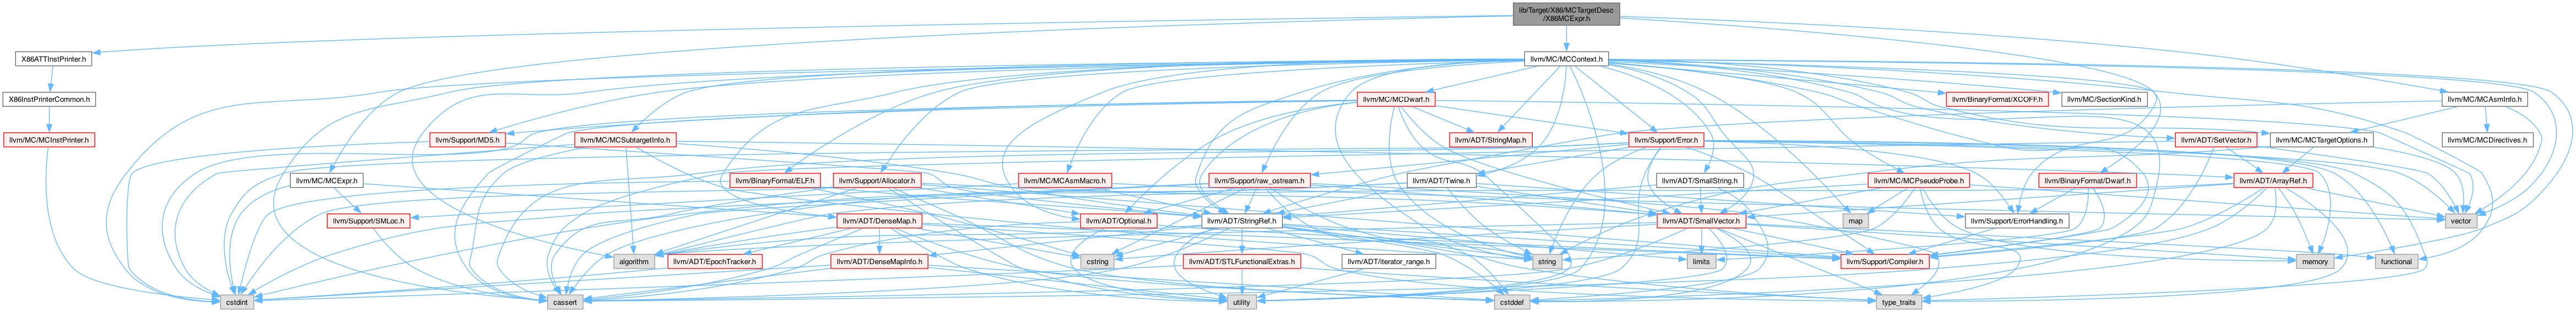 lib/Target/X86/MCTargetDesc
/X86MCExpr.h
X86ATTInstPrinter.h
llvm/MC/MCContext.h
X86InstPrinterCommon.h
llvm/MC/MCDwarf.h
llvm/BinaryFormat/XCOFF.h
llvm/MC/SectionKind.h
llvm/MC/MCAsmInfo.h
llvm/MC/MCInstPrinter.h
llvm/Support/MD5.h
llvm/MC/MCSubtargetInfo.h
llvm/ADT/StringMap.h
llvm/Support/Error.h
llvm/ADT/SetVector.h
llvm/MC/MCTargetOptions.h
llvm/MC/MCDirectives.h
llvm/MC/MCExpr.h
llvm/BinaryFormat/ELF.h
llvm/Support/Allocator.h
llvm/MC/MCAsmMacro.h
llvm/Support/raw_ostream.h
llvm/ADT/Twine.h
llvm/ADT/SmallString.h
llvm/MC/MCPseudoProbe.h
llvm/BinaryFormat/Dwarf.h
llvm/ADT/ArrayRef.h
llvm/Support/SMLoc.h
llvm/ADT/DenseMap.h
llvm/ADT/Optional.h
llvm/ADT/StringRef.h
llvm/ADT/SmallVector.h
map
llvm/Support/ErrorHandling.h
vector
algorithm
llvm/ADT/EpochTracker.h
llvm/ADT/DenseMapInfo.h
cstring
llvm/ADT/STLFunctionalExtras.h
llvm/ADT/iterator_range.h
string
limits
llvm/Support/Compiler.h
memory
functional
cstdint
cassert
utility
cstddef
type_traits